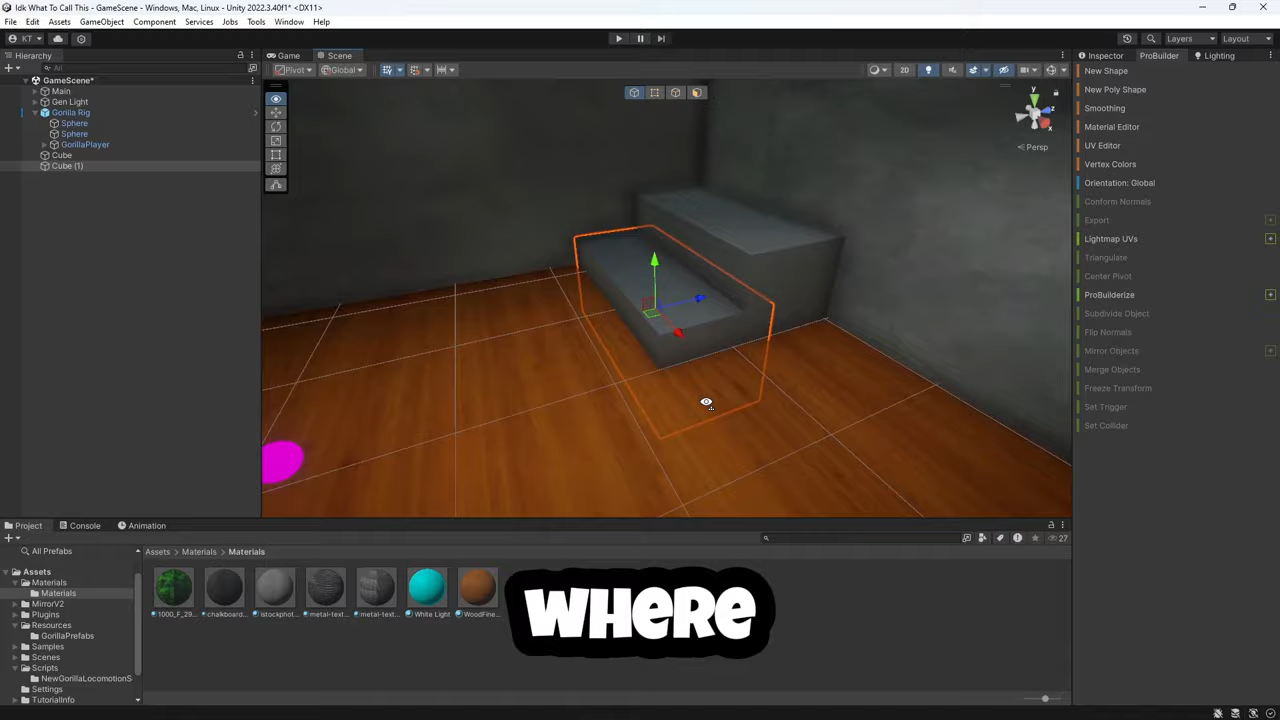 Idk What To Call This - GameScene - Windows, Mac, Linux - Unity 2022.3.40f1* <DX11>
File Edit Assets GameObject Component Services Jobs Tools Window Help
KT Layers Layout
Hierarchy Game Scene Inspector ProBuilder Lighting
All Pivot Global 2D
GameScene*
Main
Gen Light
Gorilla Rig
Sphere
Sphere
GorillaPlayer
Cube
Cube (1)
y
z
x
Persp
New Shape
New Poly Shape
Smoothing
Material Editor
UV Editor
Vertex Colors
Orientation: Global
Conform Normals
Export
Lightmap UVs
Triangulate
Center Pivot
ProBuilderize
Subdivide Object
Flip Normals
Mirror Objects
Merge Objects
Freeze Transform
Set Trigger
Set Collider
Project Console Animation
27
All Prefabs
Assets
Materials
Materials
MirrorV2
Plugins
Resources
GorillaPrefabs
Samples
Scenes
Scripts
NewGorillaLocomotionS
Settings
TutorialInfo
Assets Materials Materials
1000_F_29... chalkboard... istockphot... metal-text... metal-text... White Light WoodFine...
WHERE